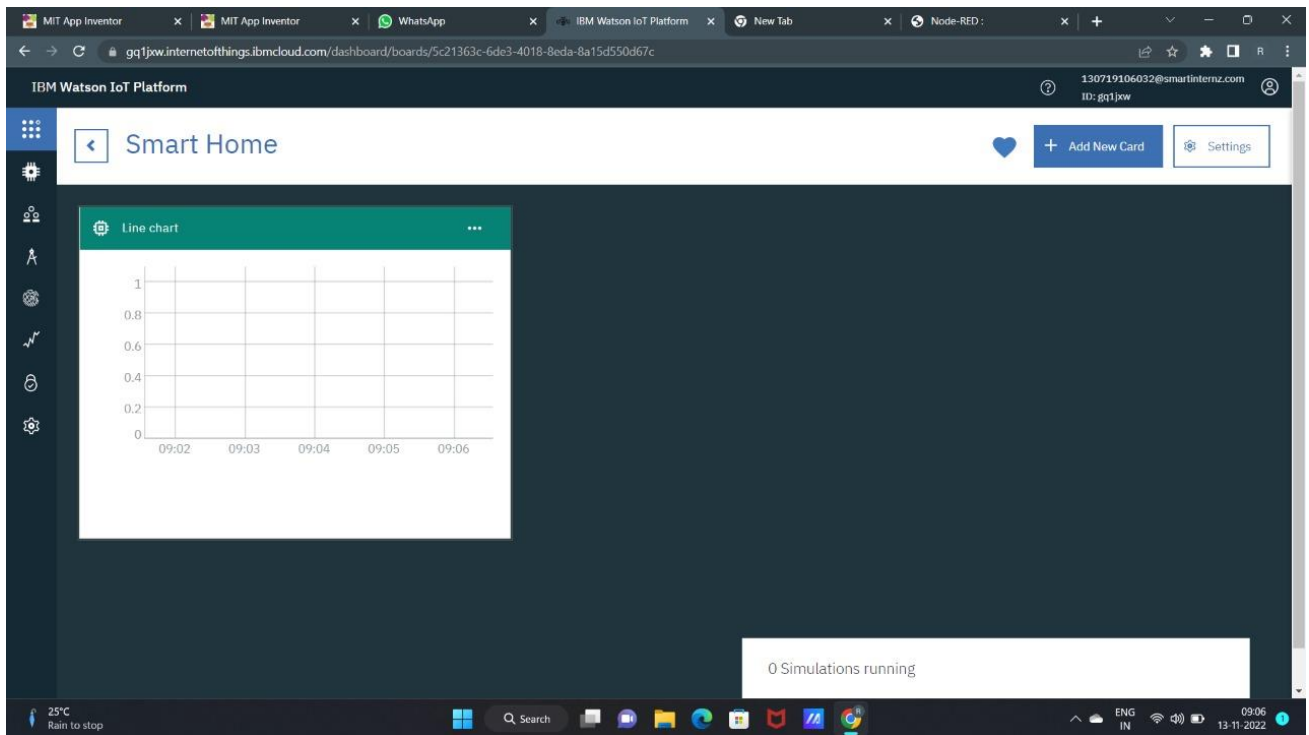 MIT App Inventor
MIT App Inventor
WhatsApp
IBM Watson IoT Platform
New Tab
Node-RED :
gq1jxw.internetofthings.ibmcloud.com/dashboard/boards/5c21363c-6de3-4018-8eda-8a15d550d67c
R
IBM Watson IoT Platform
130719106032@smartinternz.com
ID: gq1jxw
Smart Home
+ Add New Card
Settings
Line chart
1
0.8
0.6
0.4
0.2
0
09:02 09:03 09:04 09:05 09:06
0 Simulations running
25°C
Rain to stop
Search
ENG
IN
09:06
13-11-2022
1